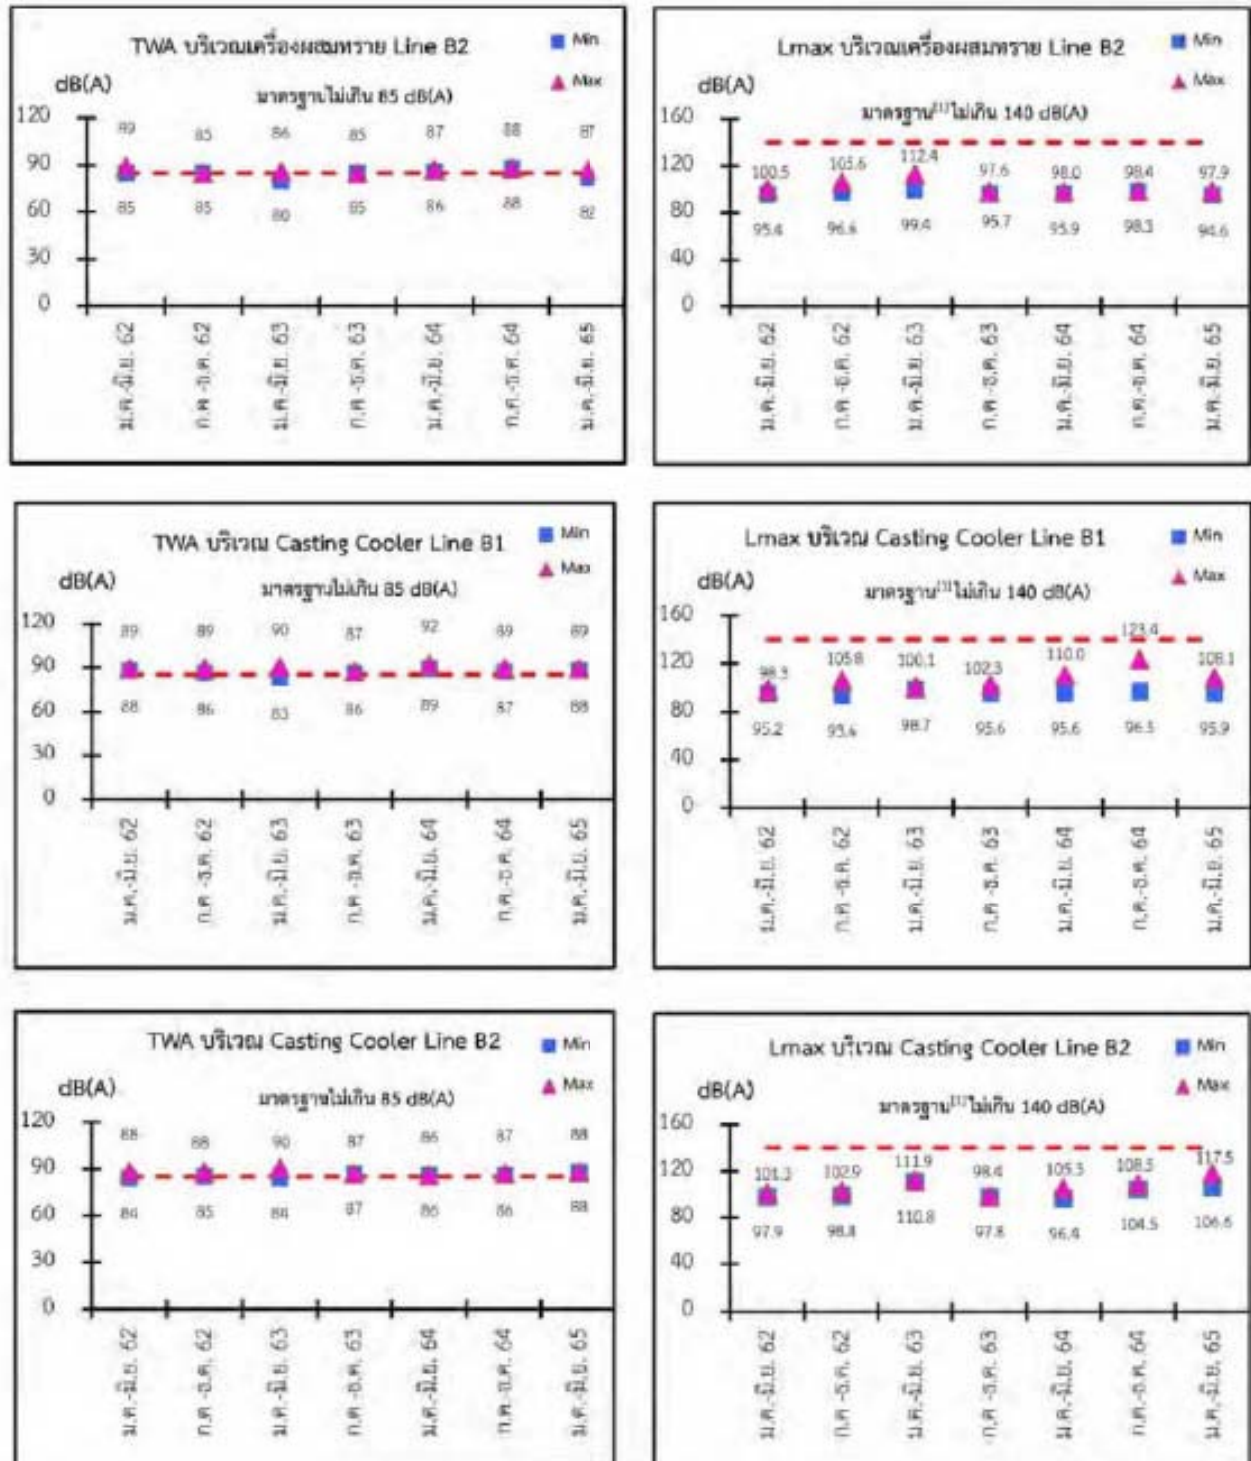 TWA บริเวณเครื่องผสมทราย Line B2
Min
Max
dB(A)
มาตรฐานไม่เกิน 85 dB(A)
120
90
60
30
0
89 85 86 85 87 88 87
85 85 80 85 86 88 82
ม.ค.-มิ.ย. 62
ก.ค -ธ.ค. 62
ม.ค.-มิ.ย. 63
ก.ค -ธ.ค. 63
ม.ค.-มิ.ย. 64
ก.ค.-ธ.ค. 64
ม.ค.-มิ.ย. 65
Lmax บริเวณเครื่องผสมทราย Line B2
Min
Max
dB(A)
มาตรฐาน[1]ไม่เกิน 140 dB(A)
160
120
80
40
0
100.5 105.6 112.4 97.6 98.0 98.4 97.9
95.4 96.6 99.4 95.7 95.9 98.3 94.6
ม.ค.-มิ.ย. 62
ก.ค -ธ.ค. 62
ม.ค.-มิ.ย. 63
ก.ค -ธ.ค. 63
ม.ค.-มิ.ย. 64
ก.ค.-ธ.ค. 64
ม.ค.-มิ.ย. 65
TWA บริเวณ Casting Cooler Line B1
Min
Max
dB(A)
มาตรฐานไม่เกิน 85 dB(A)
120
90
60
30
0
89 89 90 87 92 89 89
88 86 83 86 89 87 88
ม.ค.-มิ.ย. 62
ก.ค -ธ.ค. 62
ม.ค.-มิ.ย. 63
ก.ค -ธ.ค. 63
ม.ค.-มิ.ย. 64
ก.ค.-ธ.ค. 64
ม.ค.-มิ.ย. 65
Lmax บริเวณ Casting Cooler Line B1
Min
Max
dB(A)
มาตรฐาน[1]ไม่เกิน 140 dB(A)
160
120
80
40
0
98.3 105.8 100.1 102.3 110.0 123.4 108.1
95.2 93.4 98.7 95.6 95.6 96.5 95.9
ม.ค.-มิ.ย. 62
ก.ค -ธ.ค. 62
ม.ค.-มิ.ย. 63
ก.ค -ธ.ค. 63
ม.ค.-มิ.ย. 64
ก.ค.-ธ.ค. 64
ม.ค.-มิ.ย. 65
TWA บริเวณ Casting Cooler Line B2
Min
Max
dB(A)
มาตรฐานไม่เกิน 85 dB(A)
120
90
60
30
0
88 88 90 87 86 87 88
84 85 84 87 86 86 88
ม.ค.-มิ.ย. 62
ก.ค -ธ.ค. 62
ม.ค.-มิ.ย. 63
ก.ค -ธ.ค. 63
ม.ค.-มิ.ย. 64
ก.ค.-ธ.ค. 64
ม.ค.-มิ.ย. 65
Lmax บริเวณ Casting Cooler Line B2
Min
Max
dB(A)
มาตรฐาน[1]ไม่เกิน 140 dB(A)
160
120
80
40
0
101.3 102.9 111.9 98.4 105.3 108.5 117.5
97.9 98.8 110.8 97.8 96.4 104.5 106.6
ม.ค.-มิ.ย. 62
ก.ค -ธ.ค. 62
ม.ค.-มิ.ย. 63
ก.ค -ธ.ค. 63
ม.ค.-มิ.ย. 64
ก.ค.-ธ.ค. 64
ม.ค.-มิ.ย. 65